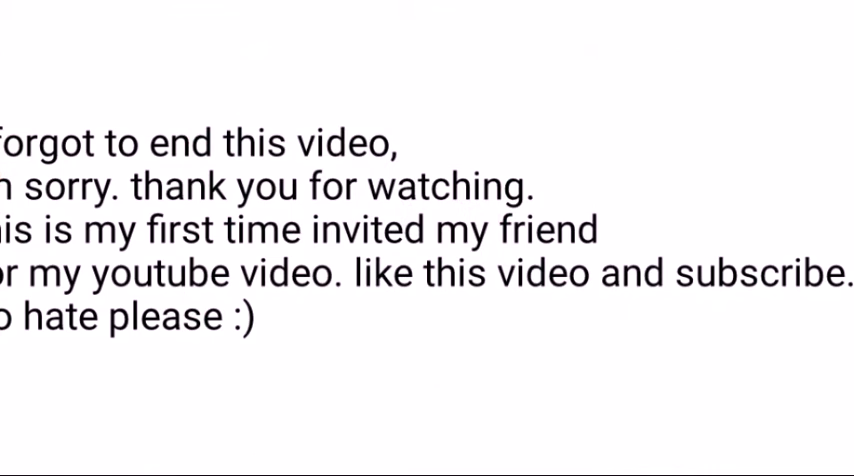 forgot to end this video,
sorry. thank you for watching.
is is my first time invited my friend
or my youtube video. like this video and subscribe.
o hate please :)